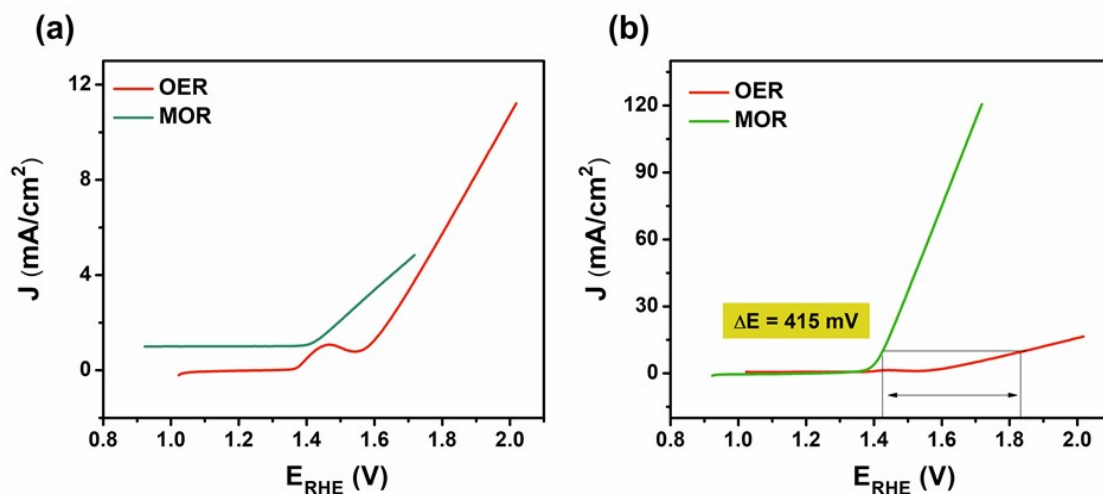 (a)
OER
MOR
J (mA/cm²)
12
8
4
0
0.8 1.0 1.2 1.4 1.6 1.8 2.0
E_RHE (V)
(b)
OER
MOR
J (mA/cm²)
120
90
60
30
0
ΔE = 415 mV
0.8 1.0 1.2 1.4 1.6 1.8 2.0
E_RHE (V)